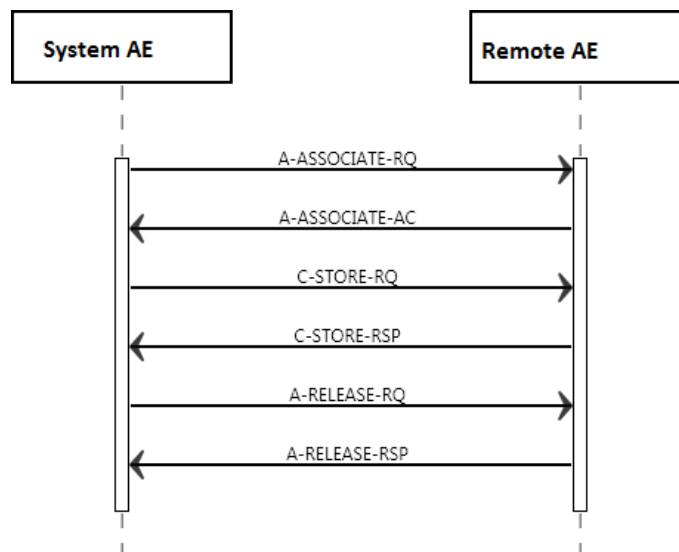 System AE
Remote AE
A-ASSOCIATE-RQ
A-ASSOCIATE-AC
C-STORE-RQ
C-STORE-RSP
A-RELEASE-RQ
A-RELEASE-RSP